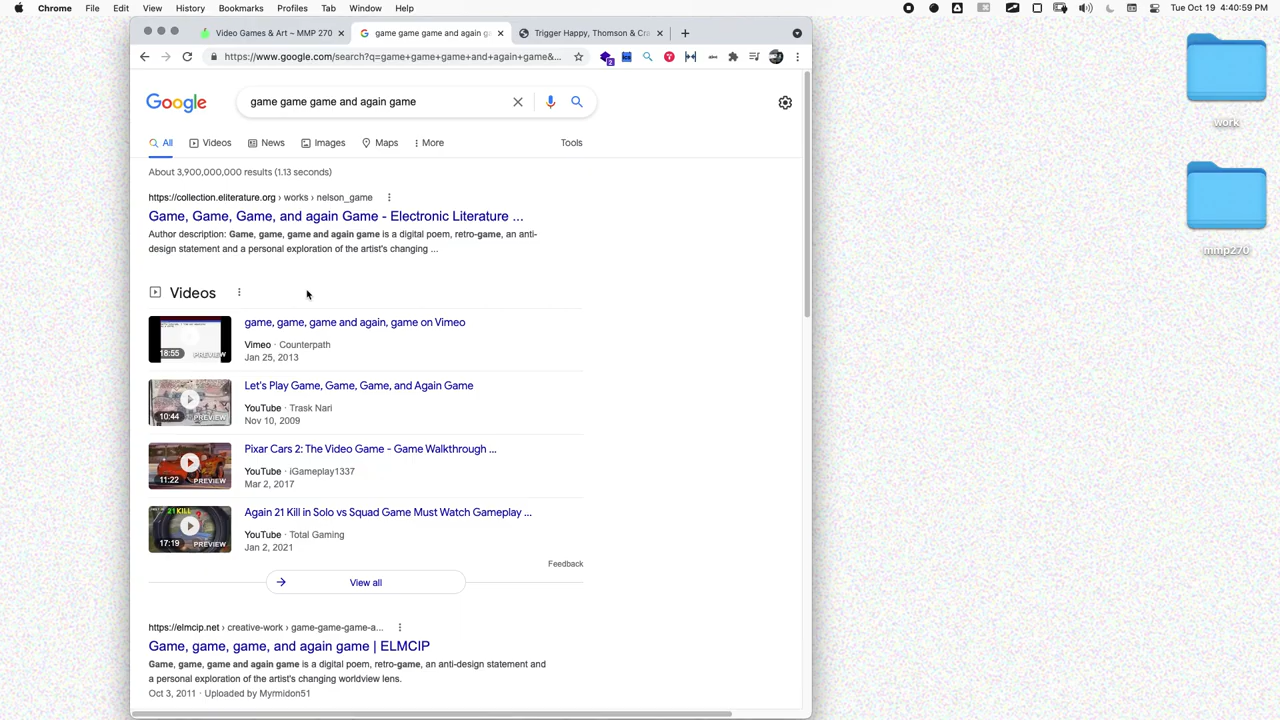 Chrome File Edit View History Bookmarks Profiles Tab Window Help Tue Oct 19 4:40:59 PM
Video Games & Art ~ MMP 270 game game game and again g Trigger Happy, Thomson & Cra
https://www.google.com/search?q=game+game+game+and+again+game&...
Google game game game and again game
All Videos News Images Maps More Tools
About 3,900,000,000 results (1.13 seconds)
https://collection.eliterature.org › works › nelson_game
Game, Game, Game, and again Game - Electronic Literature ...
Author description: Game, game, game and again game is a digital poem, retro-game, an anti-
design statement and a personal exploration of the artist's changing ...
Videos
game, game, game and again, game on Vimeo
Vimeo · Counterpath
18:55 PREVIEW
Jan 25, 2013
Let's Play Game, Game, Game, and Again Game
YouTube · Trask Nari
10:44 PREVIEW
Nov 10, 2009
Pixar Cars 2: The Video Game - Game Walkthrough ...
YouTube · iGameplay1337
11:22 PREVIEW
Mar 2, 2017
Again 21 Kill in Solo vs Squad Game Must Watch Gameplay ...
21 KILL
YouTube · Total Gaming
17:19 PREVIEW
Jan 2, 2021
Feedback
View all
https://elmcip.net › creative-work › game-game-game-a...
Game, game, game, and again game | ELMCIP
Game, game, game and again game is a digital poem, retro-game, an anti-design statement and
a personal exploration of the artist's changing worldview lens.
Oct 3, 2011 · Uploaded by Myrmidon51
work
mmp270